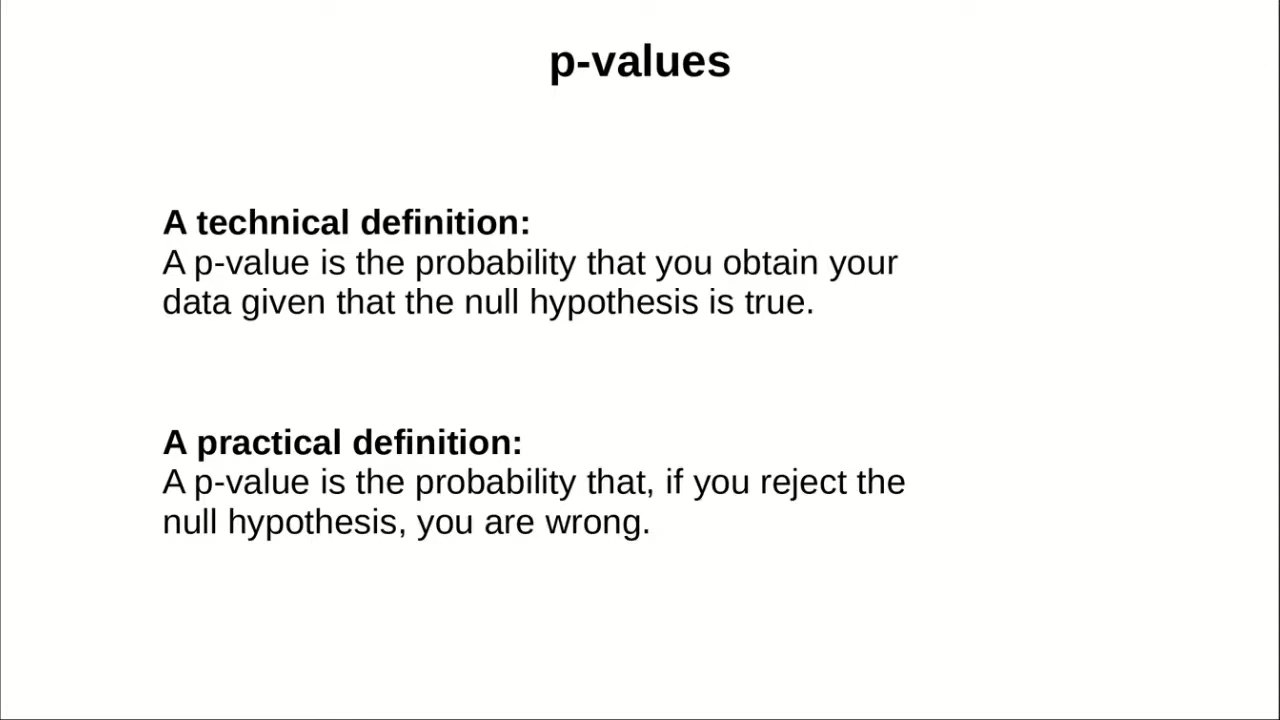 p-values
A technical definition:
A p-value is the probability that you obtain your
data given that the null hypothesis is true.
A practical definition:
A p-value is the probability that, if you reject the
null hypothesis, you are wrong.